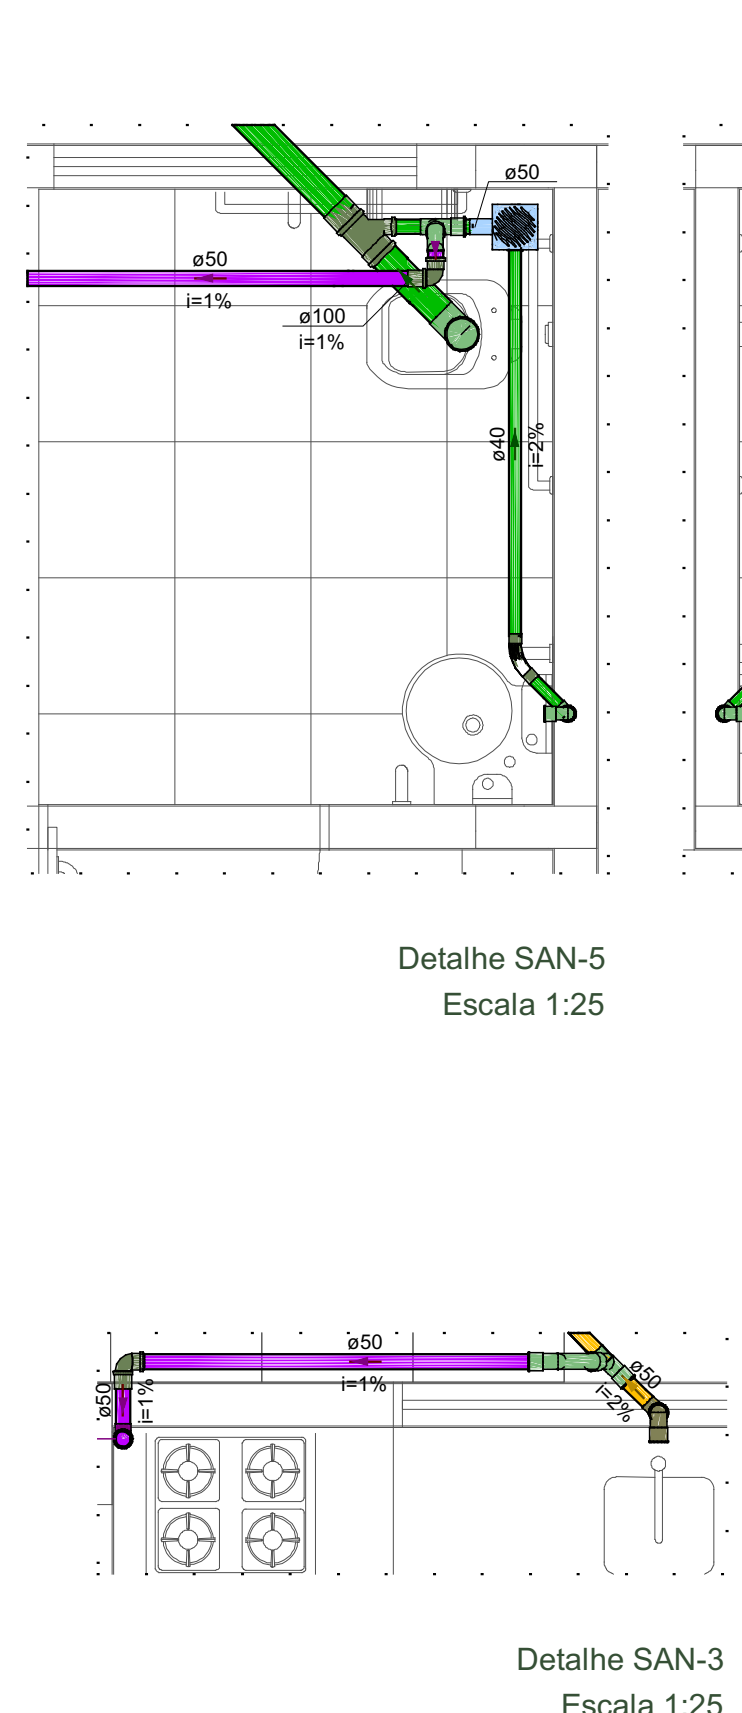 ø50
ø50
i=1%
ø100
i=1%
ø40
i=2%
Detalhe SAN-5
Escala 1:25
ø50
i=1%
ø50
i=2%
ø50
i=1%
Detalhe SAN-3
Escala 1:25